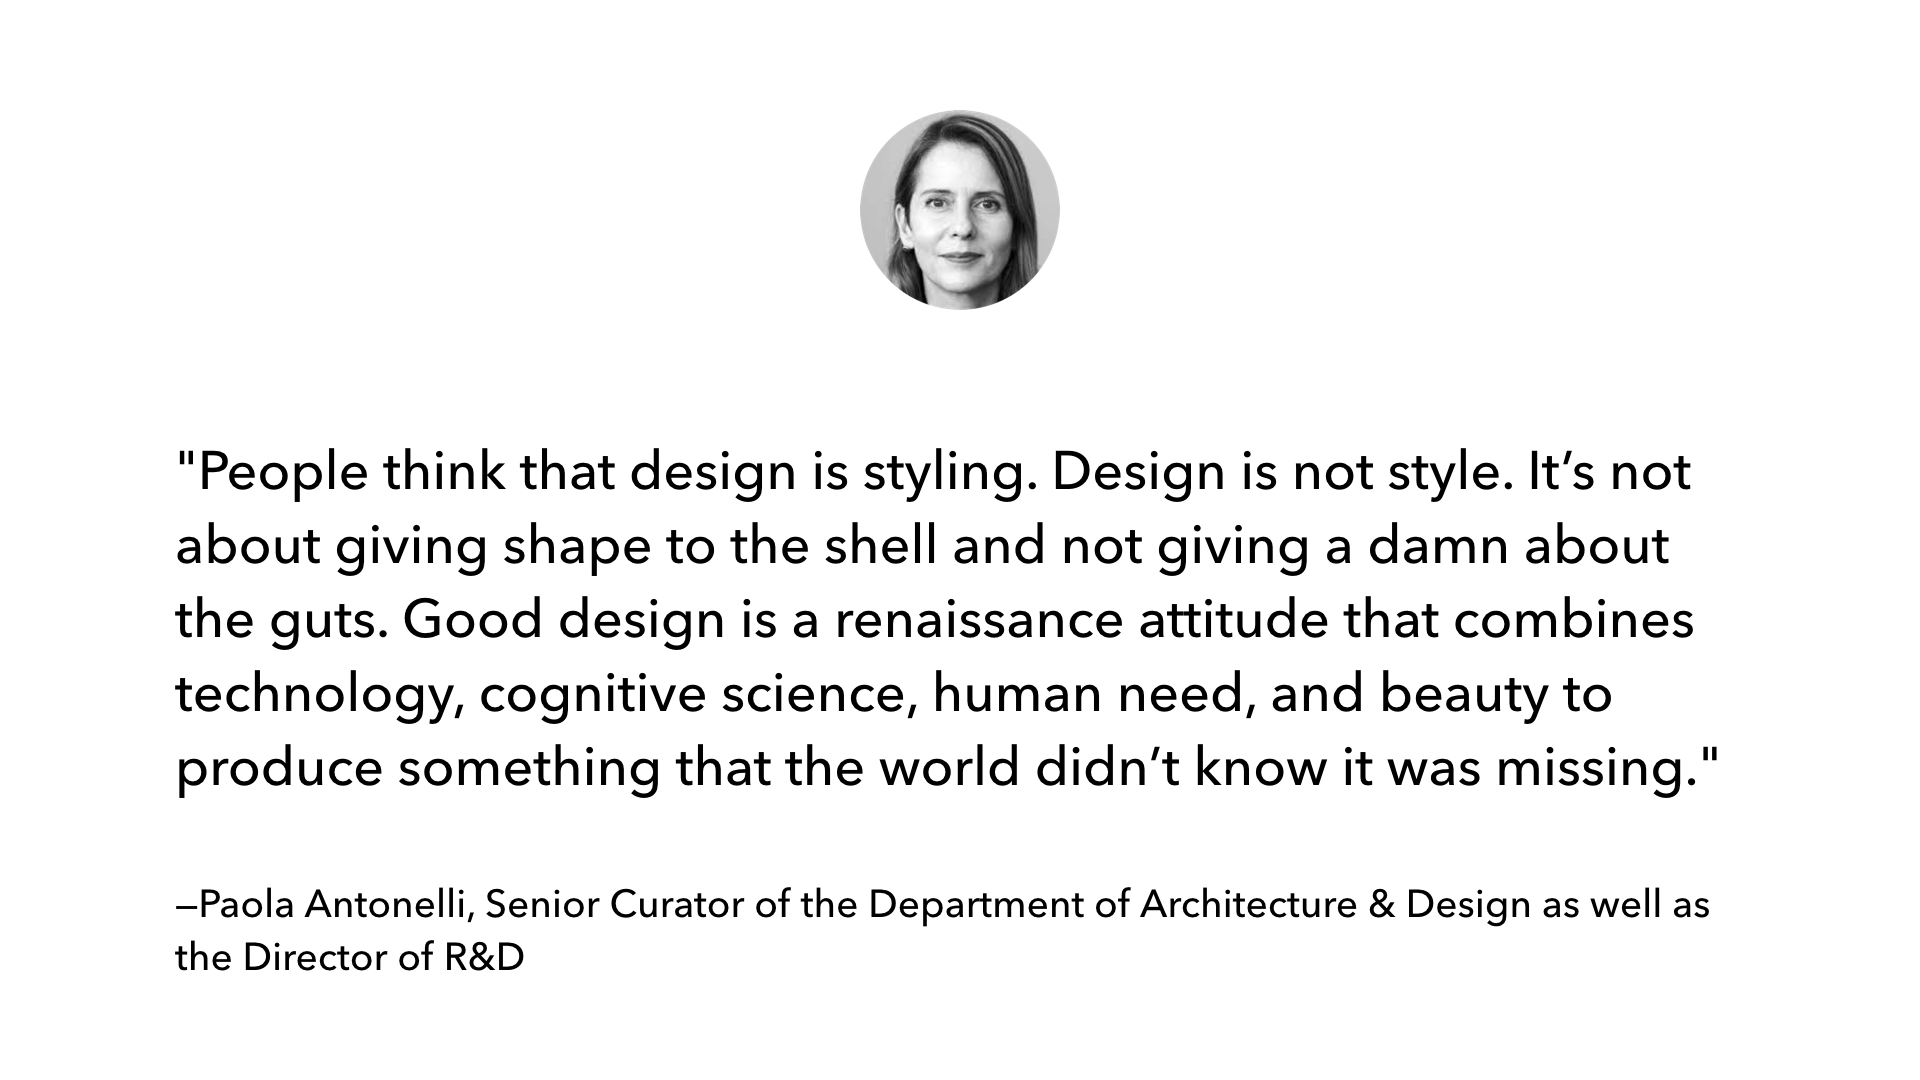 "People think that design is styling. Design is not style. It’s not
about giving shape to the shell and not giving a damn about
the guts. Good design is a renaissance attitude that combines
technology, cognitive science, human need, and beauty to
produce something that the world didn’t know it was missing."
—Paola Antonelli, Senior Curator of the Department of Architecture & Design as well as
the Director of R&D